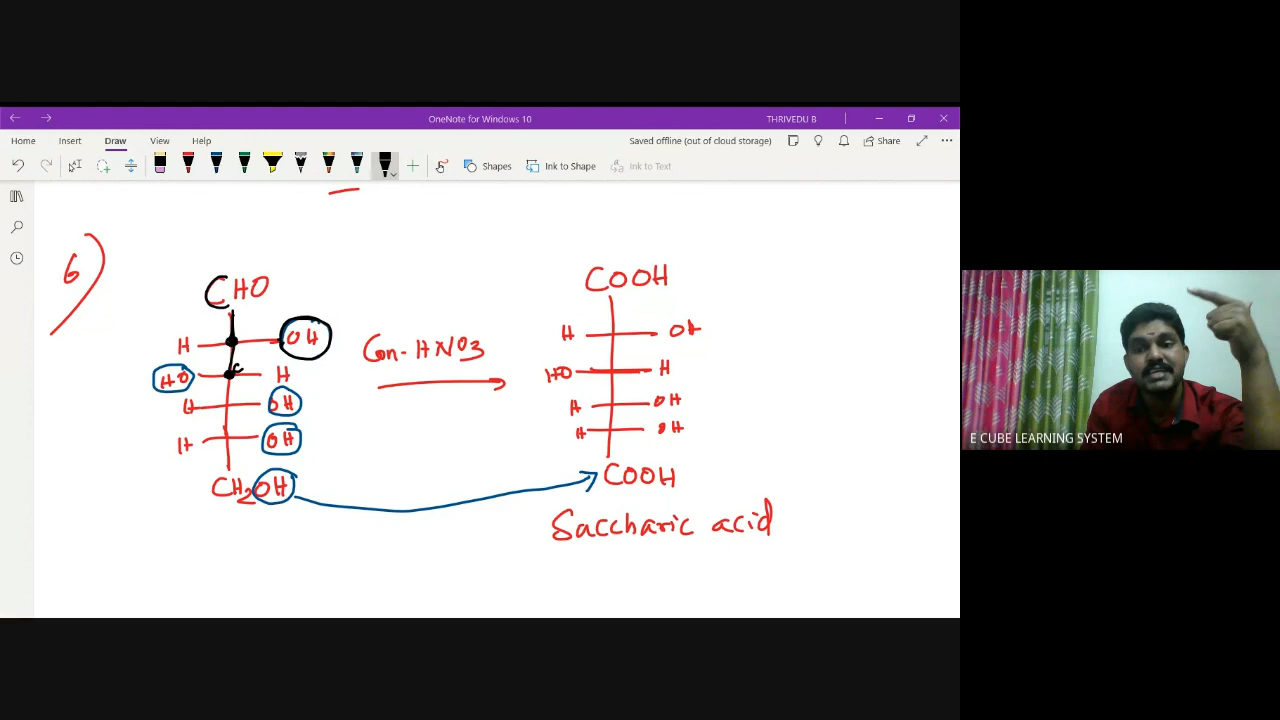 OneNote for Windows 10
THRIVEDU B
Home Insert Draw View Help
Saved offline (out of cloud storage)
Share
Shapes
Ink to Shape
Ink to Text
6)
CHO
H OH
HO C H
H OH
H OH
CH2OH
Con-HNO3
COOH
H OH
HO H
H OH
H OH
COOH
Saccharic acid
E CUBE LEARNING SYSTEM